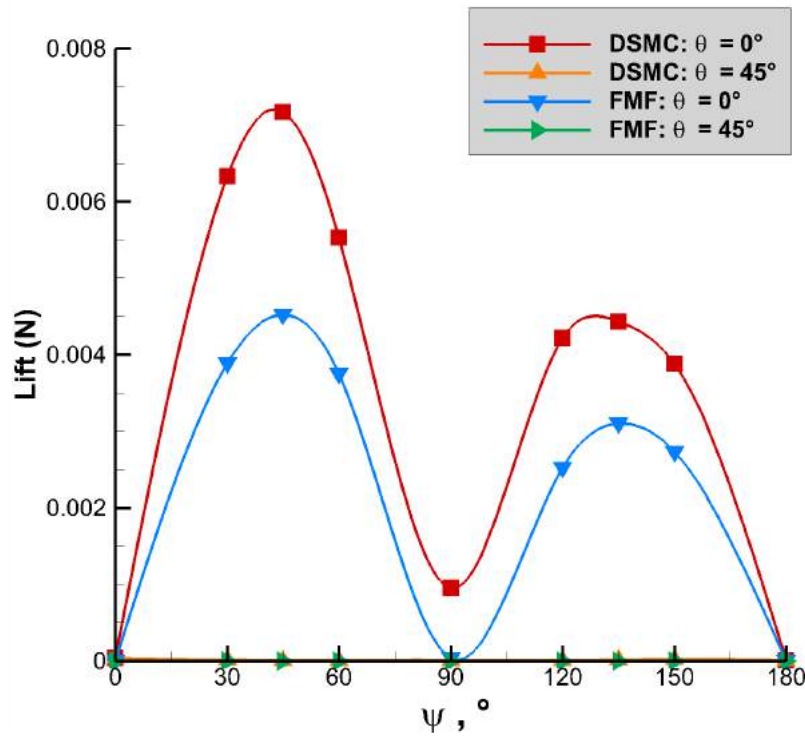 DSMC: θ = 0°
DSMC: θ = 45°
FMF: θ = 0°
FMF: θ = 45°
0.008
0.006
0.004
0.002
0
Lift (N)
0 30 60 90 120 150 180
ψ , °